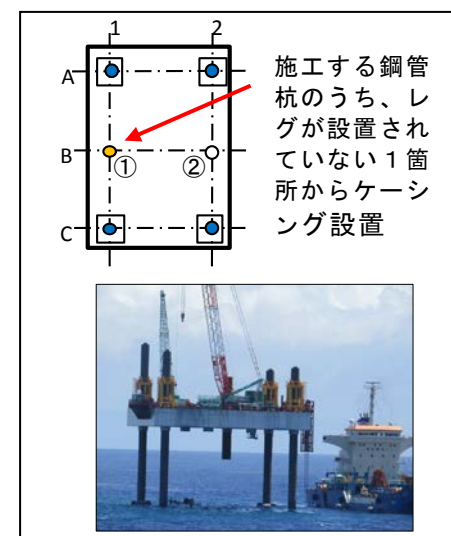 1 2
A
施工する鋼管
杭のうち、レ
グが設置され
B
ていない1箇
① ②
所からケーシ
C
ング設置